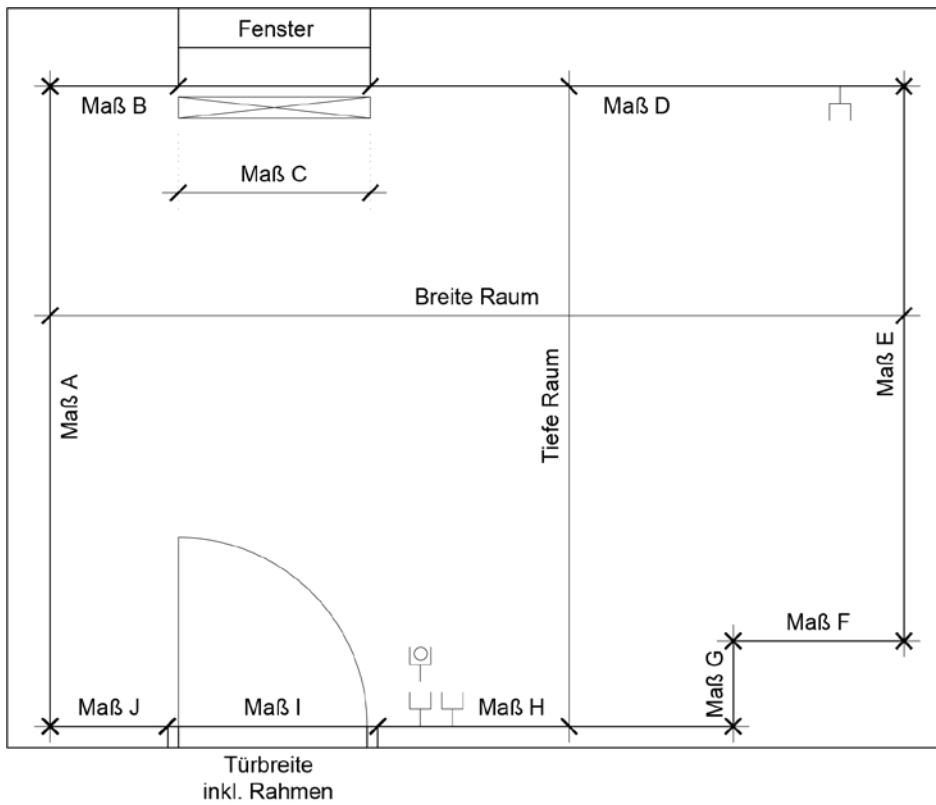 Fenster
Maß B
Maß D
Maß C
Breite Raum
Maß A
Tiefe Raum
Maß E
Maß F
Maß G
Maß J
Maß I
Maß H
Türbreite
inkl. Rahmen